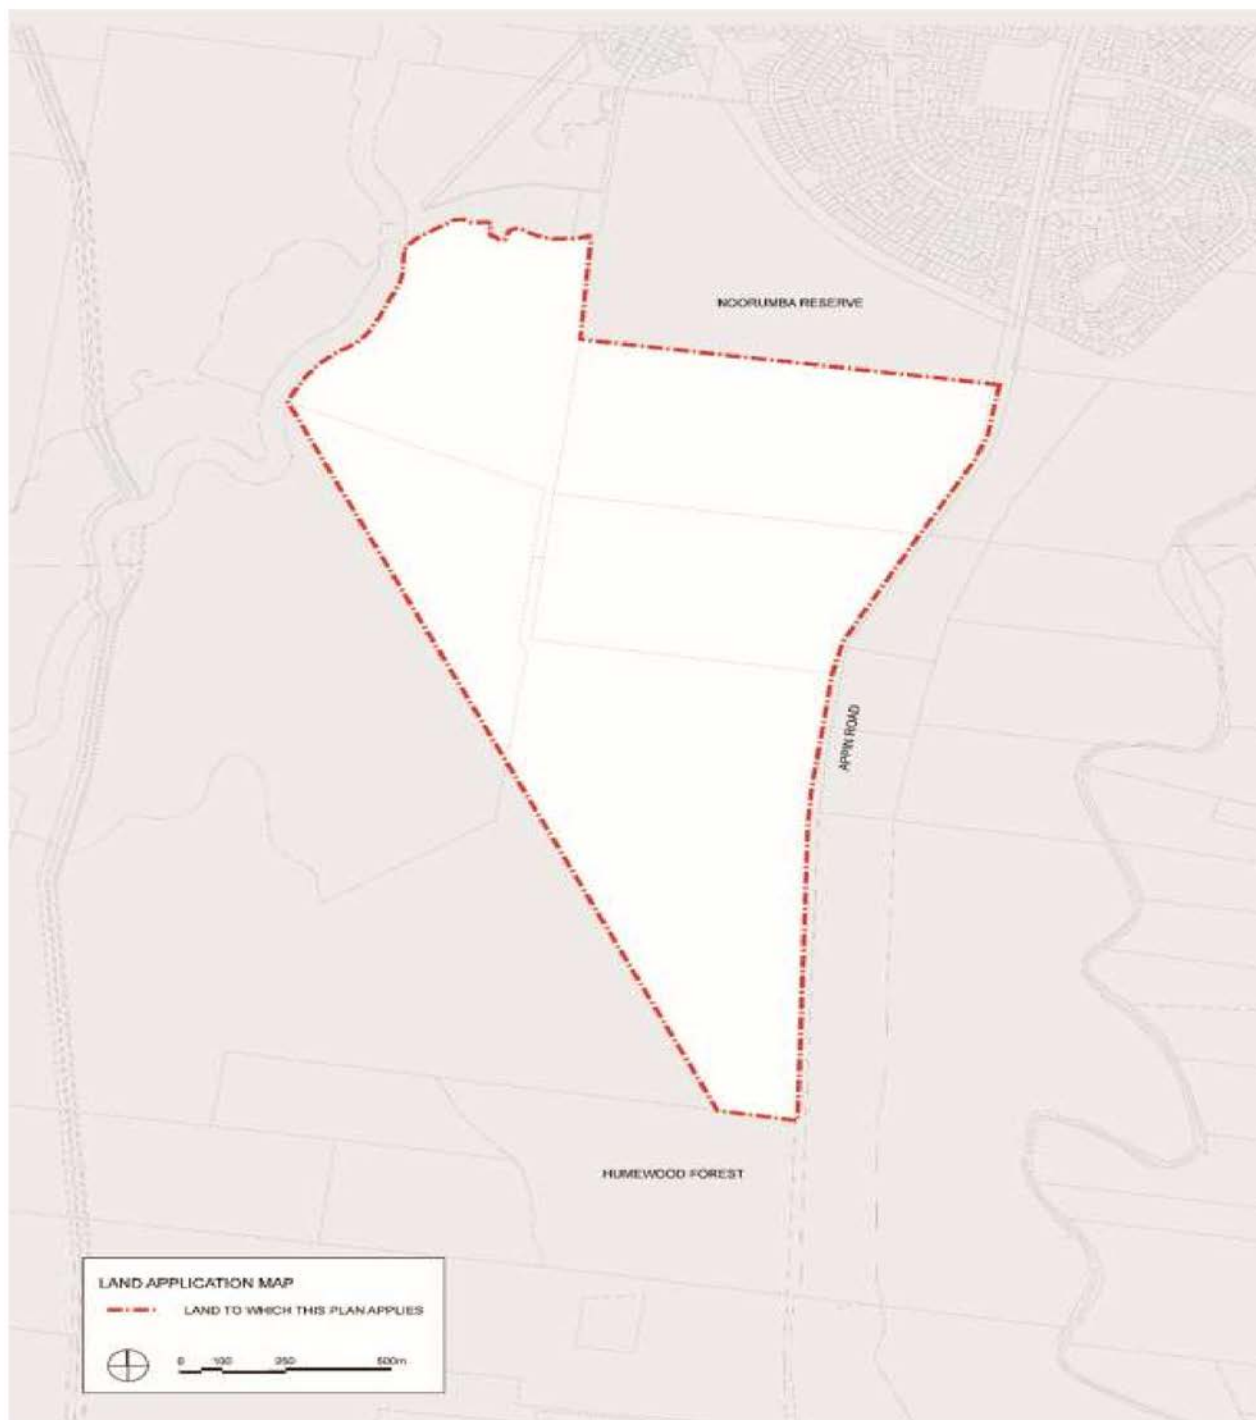 NOORUMBA RESERVE
APPIN ROAD
HUMEWOOD FOREST
LAND APPLICATION MAP
LAND TO WHICH THIS PLAN APPLIES
0 100 250 500m